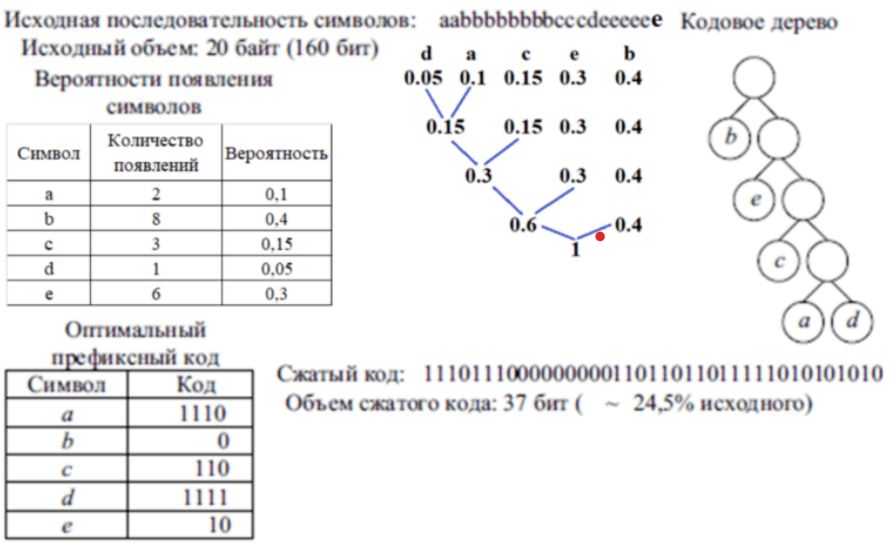 Исходная последовательность символов: aabbbbbbbbcccdeeeeee
Кодовое дерево
Исходный объем: 20 байт (160 бит)
Вероятности появления
символов
Символ Количество появлений Вероятность
a 2 0,1
b 8 0,4
c 3 0,15
d 1 0,05
e 6 0,3
d a c e b
0.05 0.1 0.15 0.3 0.4
0.15 0.15 0.3 0.4
0.3 0.3 0.4
0.6 0.4
1
b
e
c
a d
Оптимальный
префиксный код
Символ Код
a 1110
b 0
c 110
d 1111
e 10
Сжатый код: 111011100000000011011011011111010101010
Объем сжатого кода: 37 бит ( ~ 24,5% исходного)